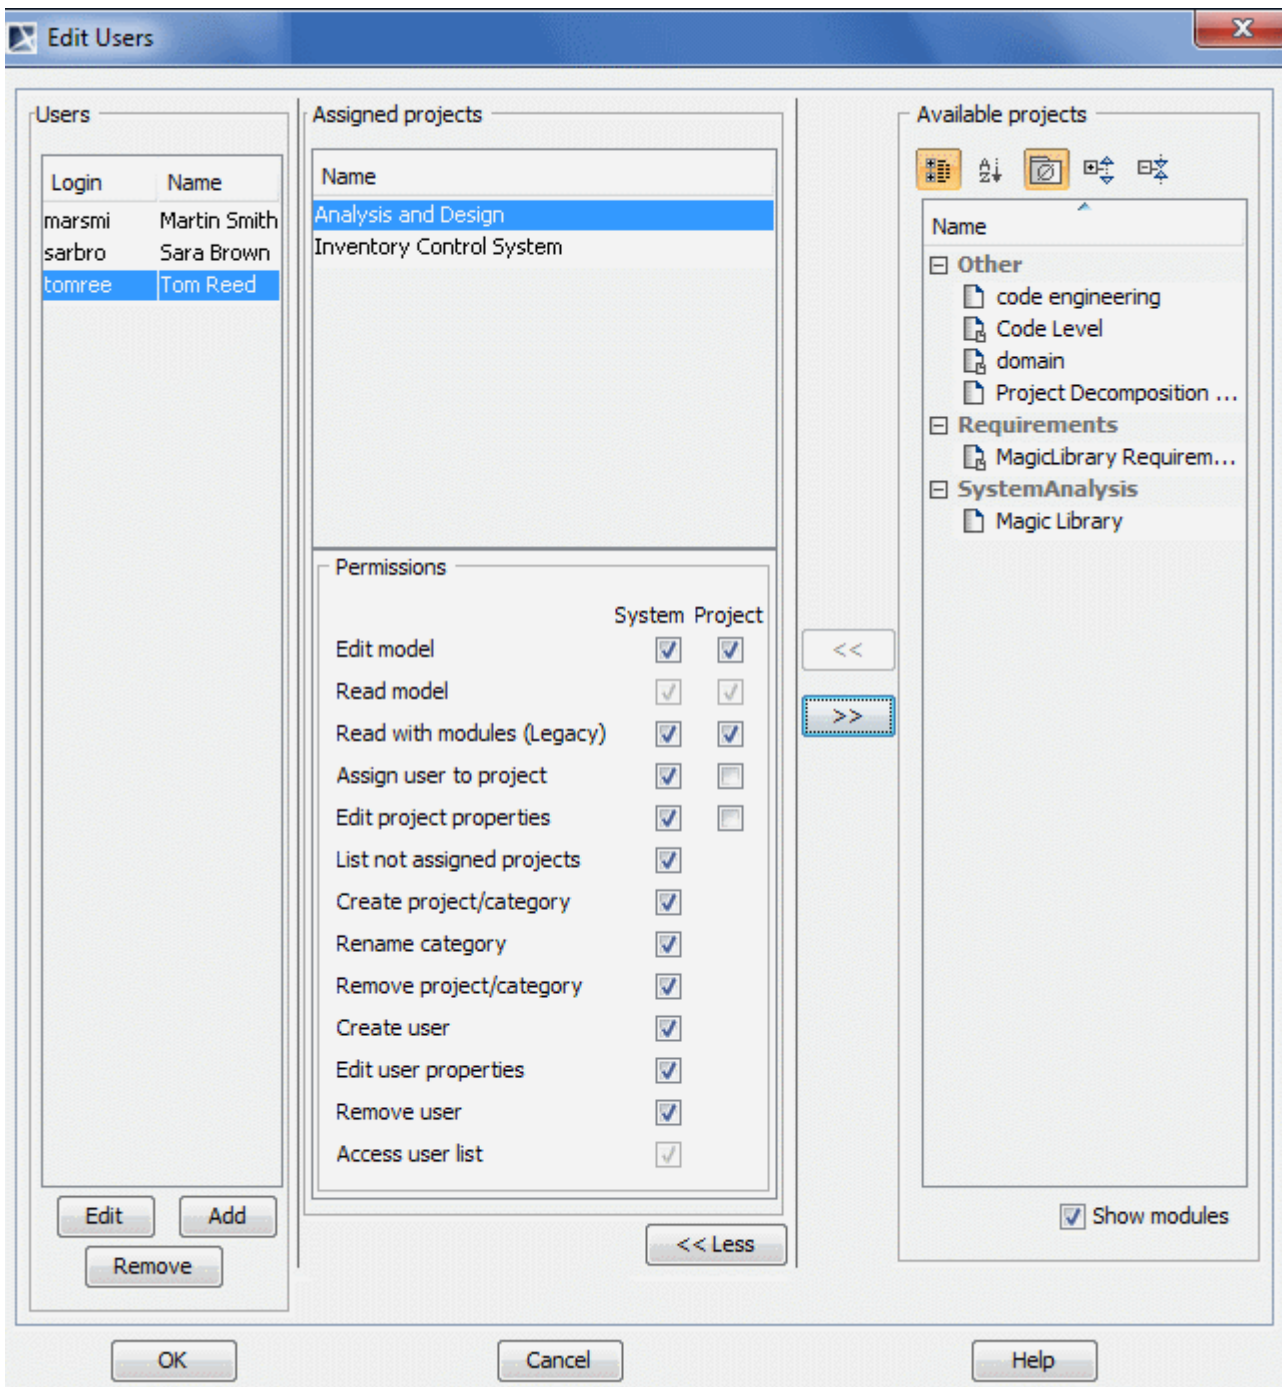 Edit Users
Users
Login Name
marsmi Martin Smith
sarbro Sara Brown
tomree Tom Reed
Edit Add
Remove
Assigned projects
Name
Analysis and Design
Inventory Control System
Permissions
System Project
Edit model
Read model
Read with modules (Legacy)
Assign user to project
Edit project properties
List not assigned projects
Create project/category
Rename category
Remove project/category
Create user
Edit user properties
Remove user
Access user list
<< Less
<<
>>
Available projects
Name
Other
code engineering
Code Level
domain
Project Decomposition ...
Requirements
MagicLibrary Requirem...
SystemAnalysis
Magic Library
Show modules
OK Cancel Help